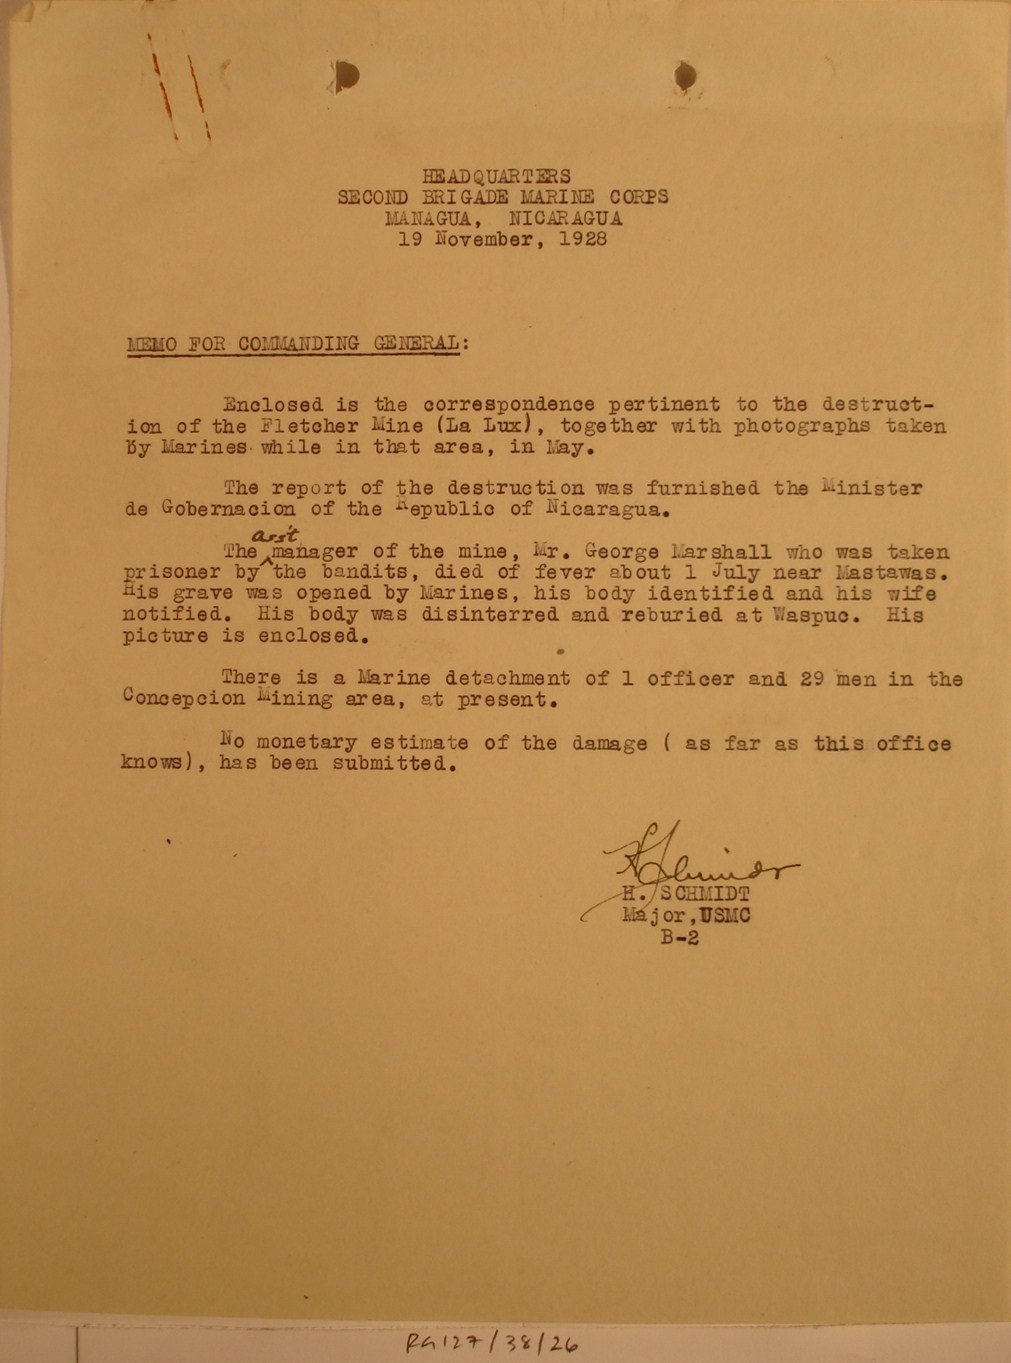 HEADQUARTERS
SECOND BRIGADE MARINE CORPS
MANAGUA, NICARAGUA
19 November, 1928
MEMO FOR COMMANDING GENERAL:
Enclosed is the correspondence pertinent to the destruct-
ion of the Fletcher Mine (La Lux), together with photographs taken
by Marines while in that area, in May.
The report of the destruction was furnished the Minister
de Gobernacion of the Republic of Nicaragua.
ass't
The manager of the mine, Mr. George Marshall who was taken
prisoner by the bandits, died of fever about 1 July near Mastawas.
His grave was opened by Marines, his body identified and his wife
notified. His body was disinterred and reburied at Waspuc. His
picture is enclosed.
There is a Marine detachment of 1 officer and 29 men in the
Concepcion Mining area, at present.
No monetary estimate of the damage ( as far as this office
knows), has been submitted.
H Schmidt
H. SCHMIDT
Major,USMC
B-2
RG127/38/26